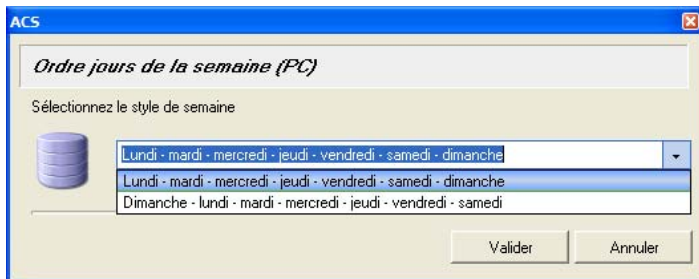 ACS
Ordre jours de la semaine (PC)
Sélectionnez le style de semaine
Lundi - mardi - mercredi - jeudi - vendredi - samedi - dimanche
Lundi - mardi - mercredi - jeudi - vendredi - samedi - dimanche
Dimanche - lundi - mardi - mercredi - jeudi - vendredi - samedi
Valider Annuler